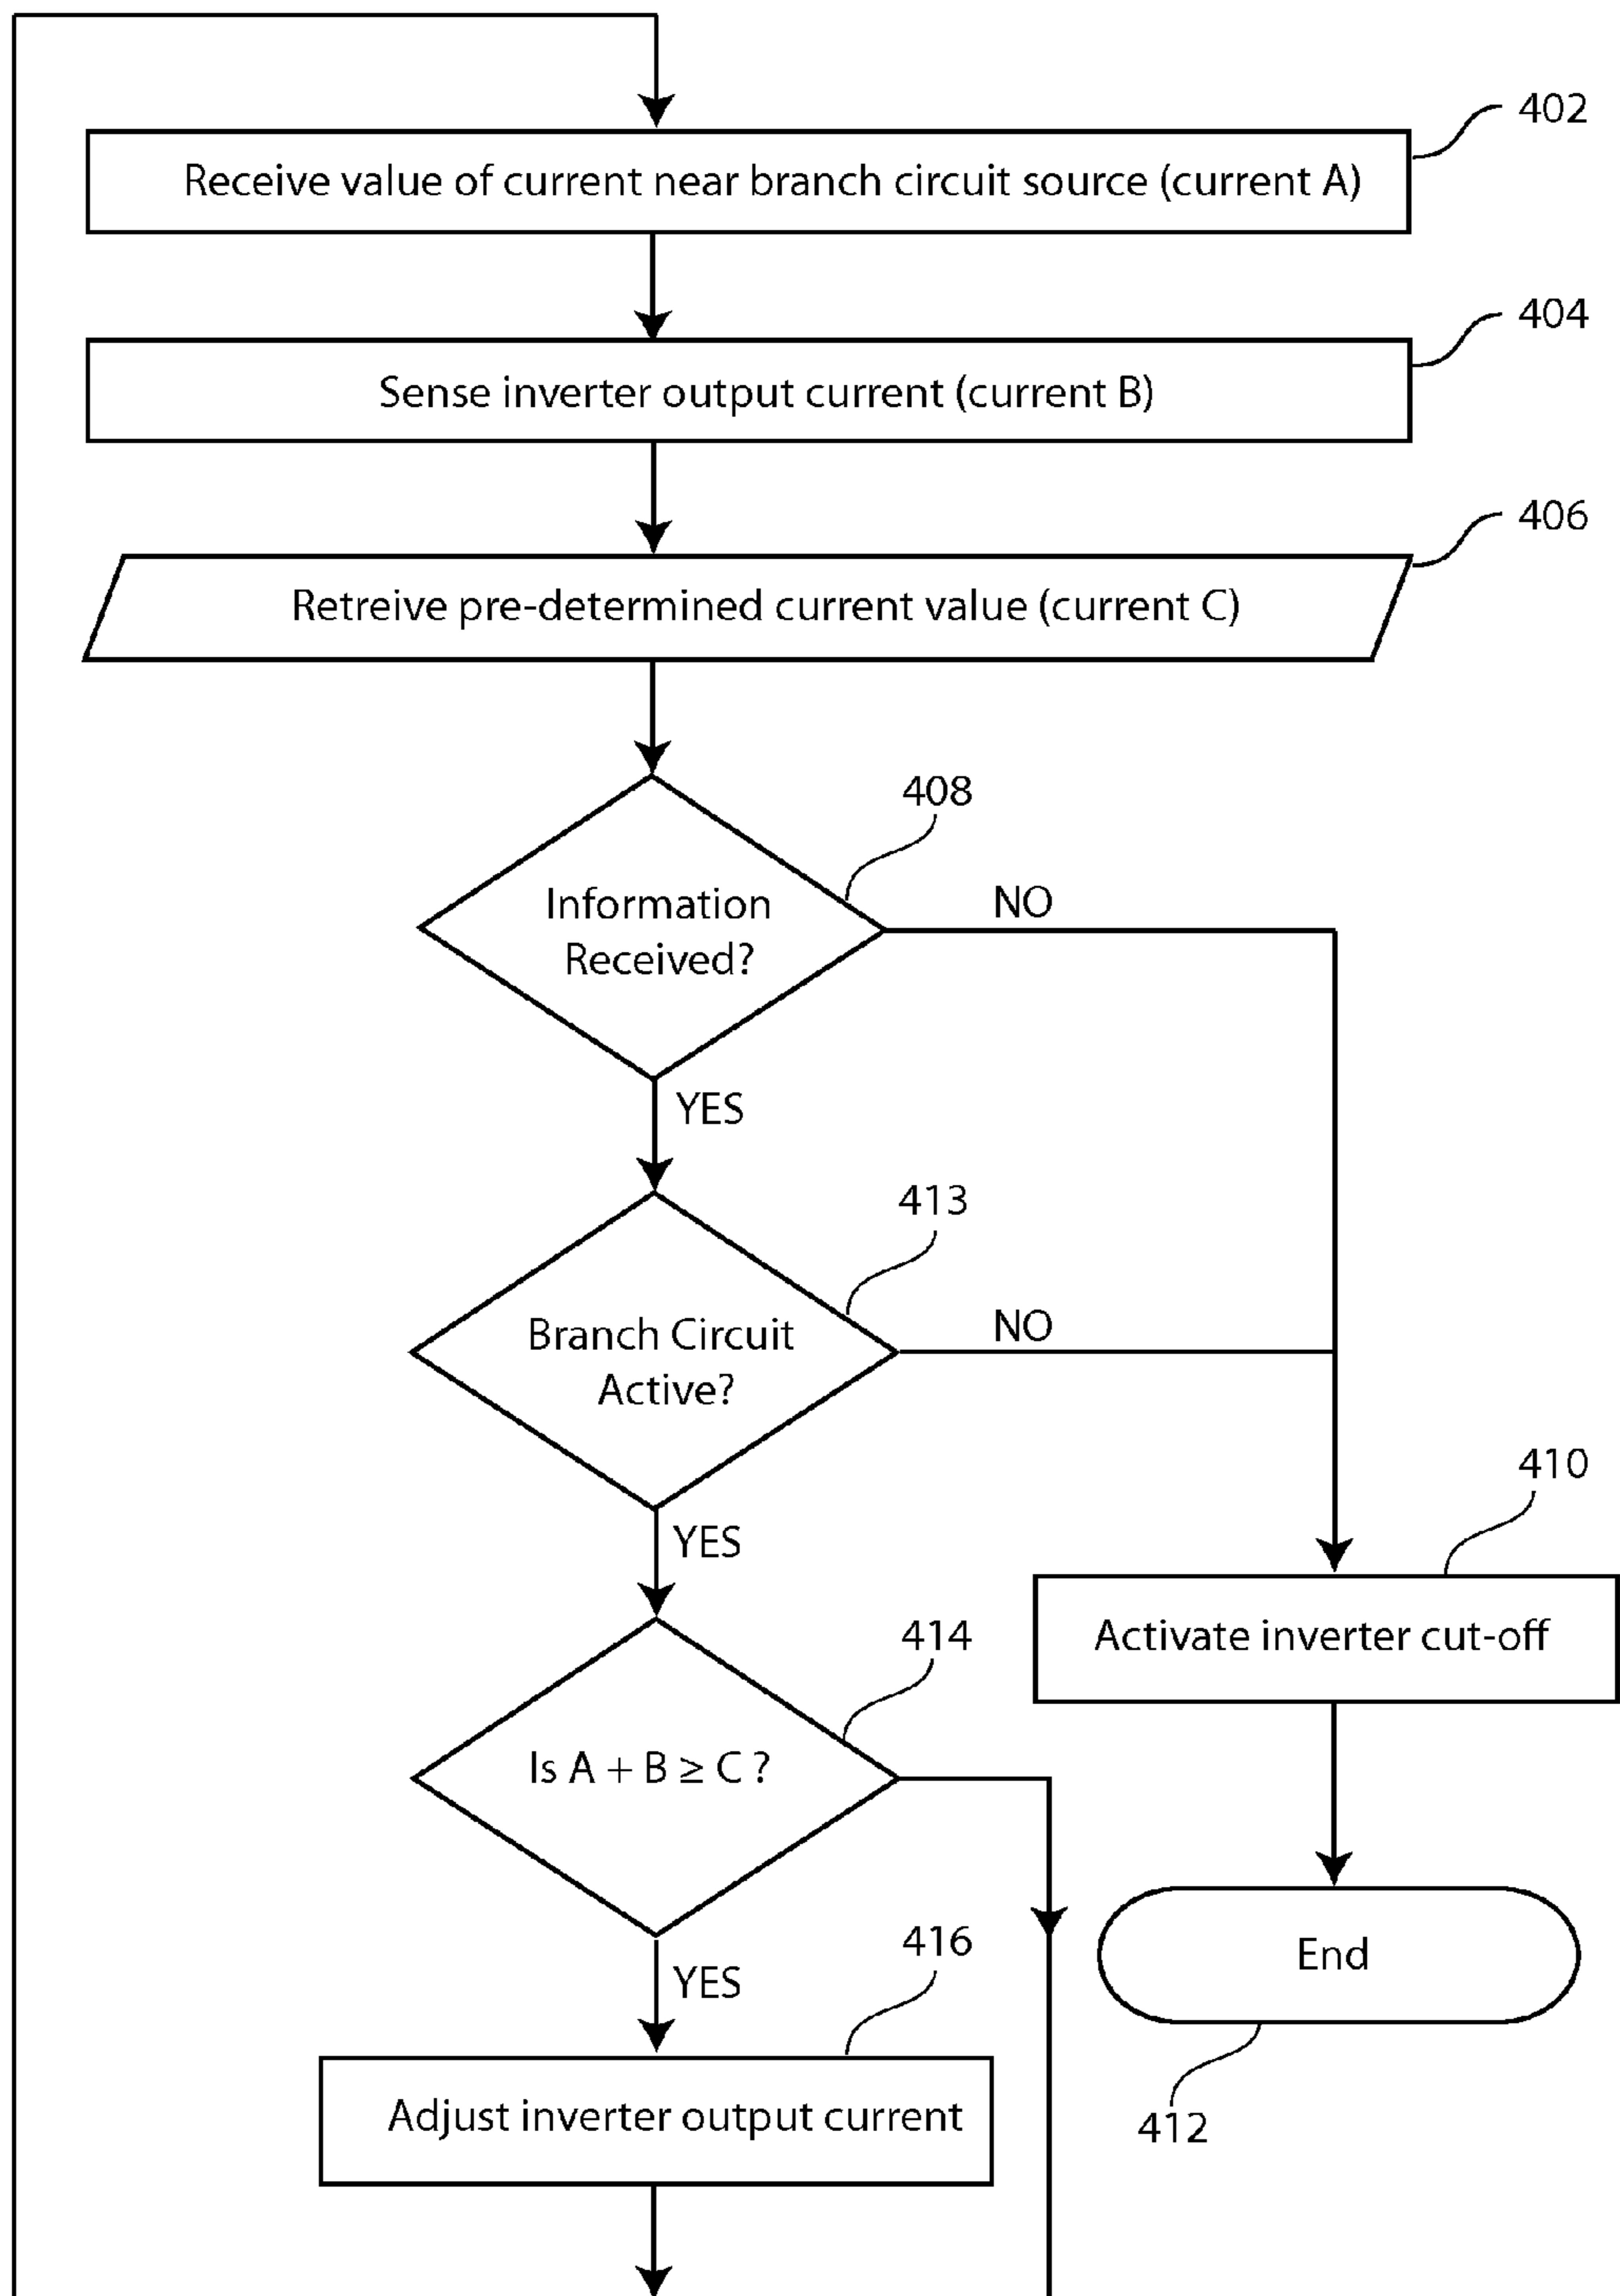 402
Receive value of current near branch circuit source (current A)
404
Sense inverter output current (current B)
406
Retreive pre-determined current value (current C)
408
Information
Received?
NO
YES
413
Branch Circuit
Active?
NO
YES
410
Activate inverter cut-off
414
Is A + B ≥ C ?
YES
416
End
412
Adjust inverter output current